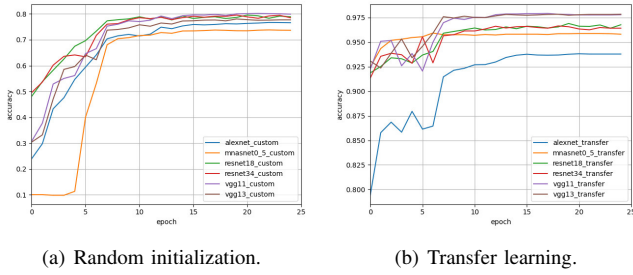 0.8
0.7
0.6
0.5
0.4
0.3
0.2
0.1
accuracy
0 5 10 15 20 25
epoch
alexnet_custom
mnasnet0_5_custom
resnet18_custom
resnet34_custom
vgg11_custom
vgg13_custom
(a) Random initialization.
0.975
0.950
0.925
0.900
0.875
0.850
0.825
0.800
accuracy
0 5 10 15 20 25
epoch
alexnet_transfer
mnasnet0_5_transfer
resnet18_transfer
resnet34_transfer
vgg11_transfer
vgg13_transfer
(b) Transfer learning.